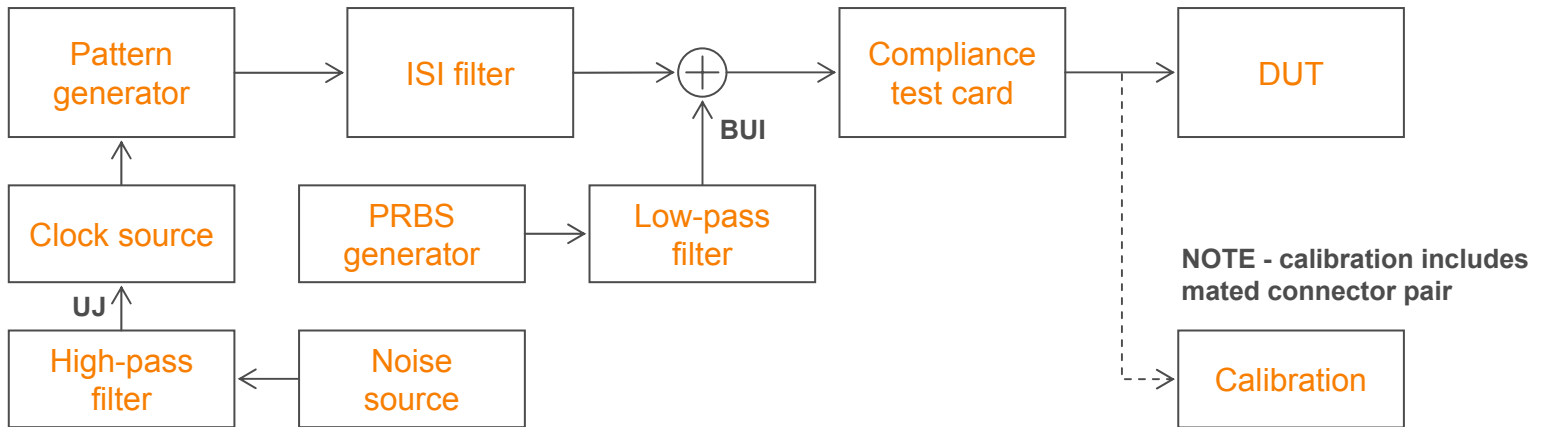 Pattern
generator
ISI filter
Compliance
test card
DUT
BUI
Clock source
PRBS
generator
Low-pass
filter
NOTE - calibration includes
mated connector pair
UJ
High-pass
filter
Noise
source
Calibration